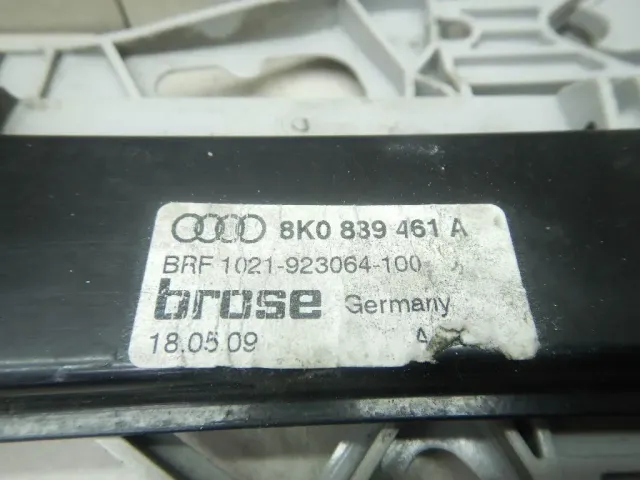 8K0 839 461 A
BRF 1021-923064-100
brose Germany
18.05.09 A